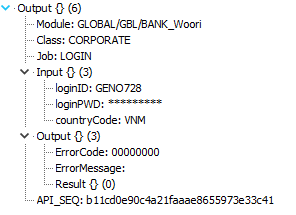 Output {} (6)
Module: GLOBAL/GBL/BANK_Woori
Class: CORPORATE
Job: LOGIN
Input {} (3)
loginID: GENO728
loginPWD: *********
countryCode: VNM
Output {} (3)
ErrorCode: 00000000
ErrorMessage:
Result {} (0)
API_SEQ: b11cd0e90c4a21faaae8655973e33c41